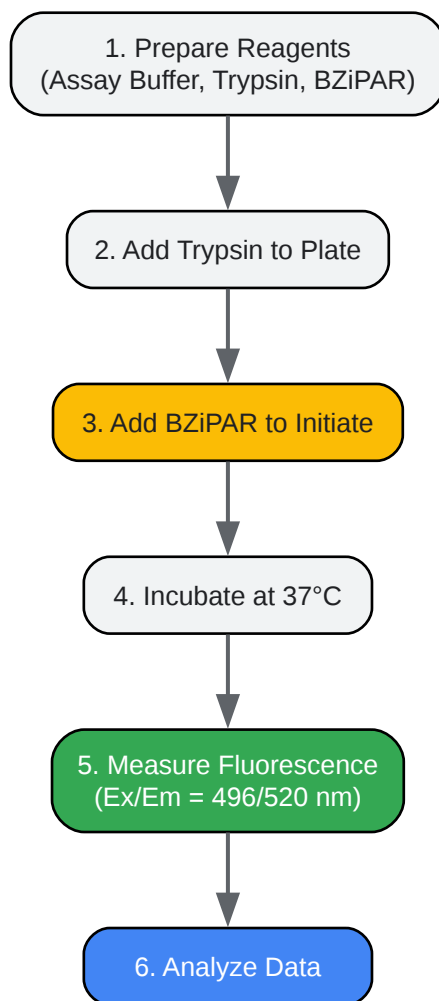 1. Prepare Reagents
(Assay Buffer, Trypsin, BZiPAR)
2. Add Trypsin to Plate
3. Add BZiPAR to Initiate
4. Incubate at 37°C
5. Measure Fluorescence
(Ex/Em = 496/520 nm)
6. Analyze Data